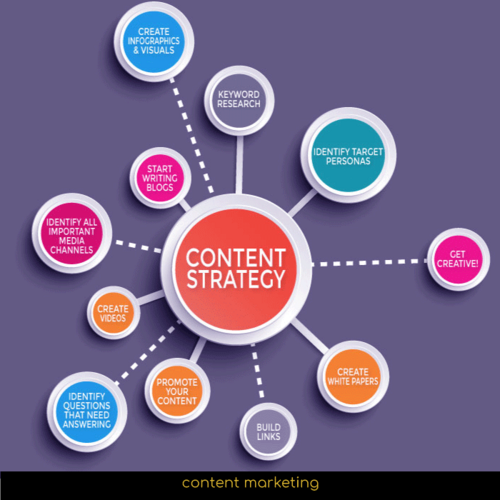 CREATE
INFOGRAPHICS
& VISUALS
KEYWORD
RESEARCH
IDENTIFY TARGET
PERSONAS
START
WRITING
BLOGS
IDENTIFY ALL
IMPORTANT
MEDIA
CHANNELS
CONTENT
STRATEGY
GET
CREATIVE!
CREATE
VIDEOS
IDENTIFY
QUESTIONS
THAT NEED
ANSWERING
PROMOTE
YOUR
CONTENT
BUILD
LINKS
CREATE
WHITE PAPERS
content marketing